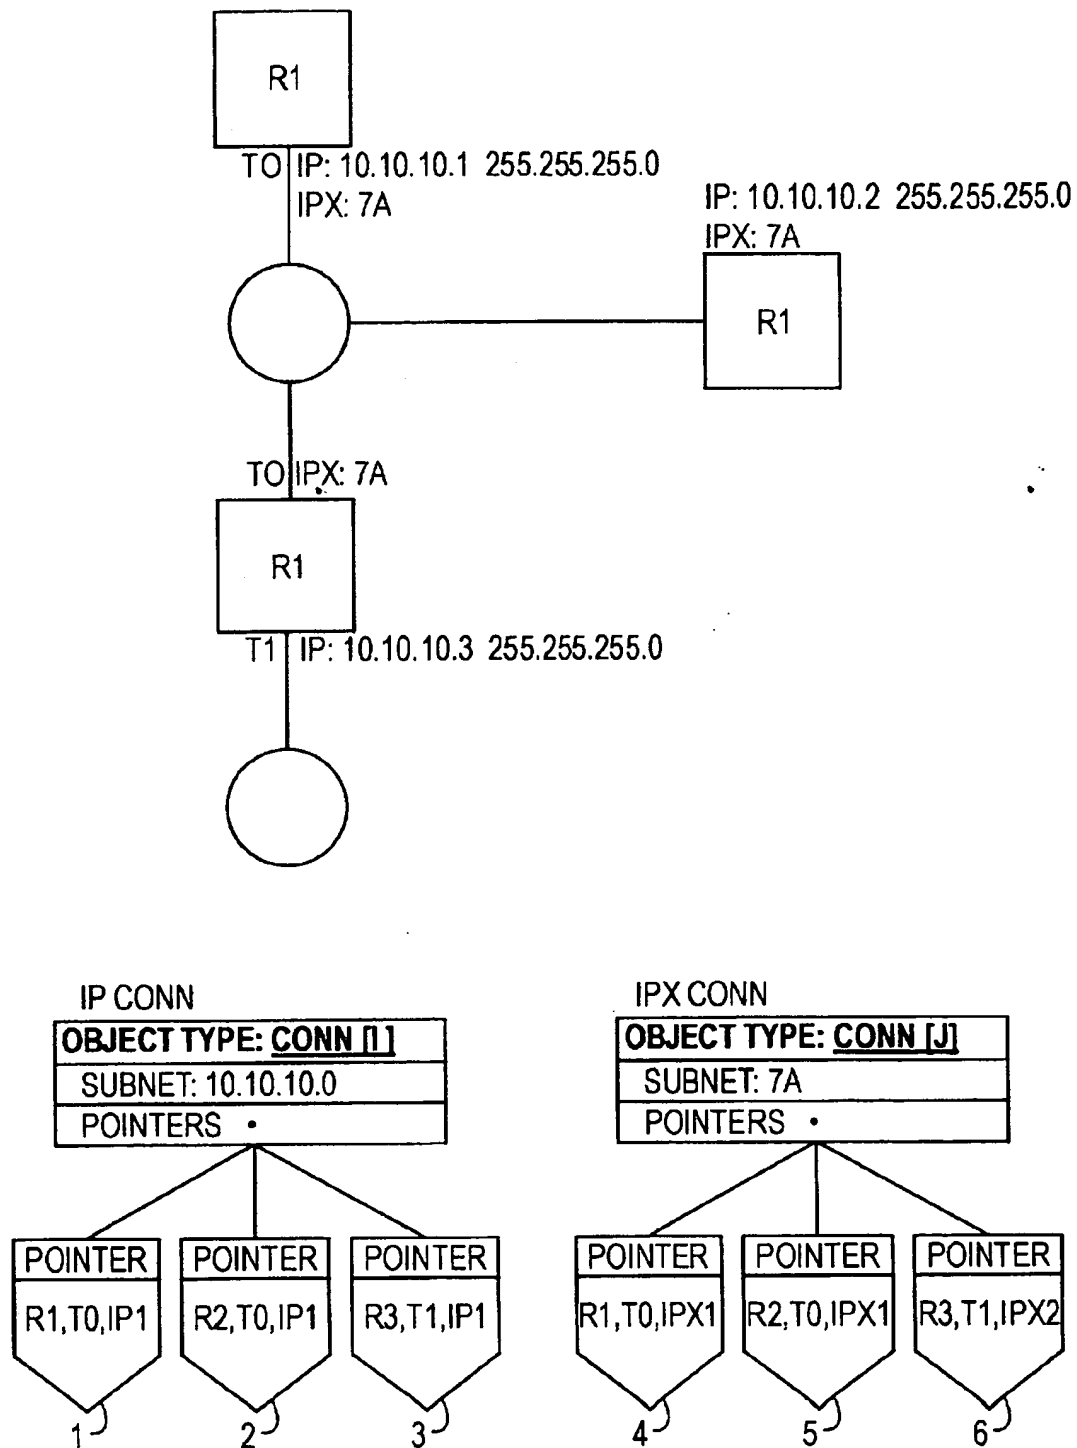 R1
TO IP: 10.10.10.1 255.255.255.0
IPX: 7A
IP: 10.10.10.2 255.255.255.0
IPX: 7A
R1
TO IPX: 7A
R1
T1 IP: 10.10.10.3 255.255.255.0
IP CONN
OBJECT TYPE: CONN [I]
SUBNET: 10.10.10.0
POINTERS •
POINTER
R1,T0,IP1
1
POINTER
R2,T0,IP1
2
POINTER
R3,T1,IP1
3
IPX CONN
OBJECT TYPE: CONN [J]
SUBNET: 7A
POINTERS •
POINTER
R1,T0,IPX1
4
POINTER
R2,T0,IPX1
5
POINTER
R3,T1,IPX2
6